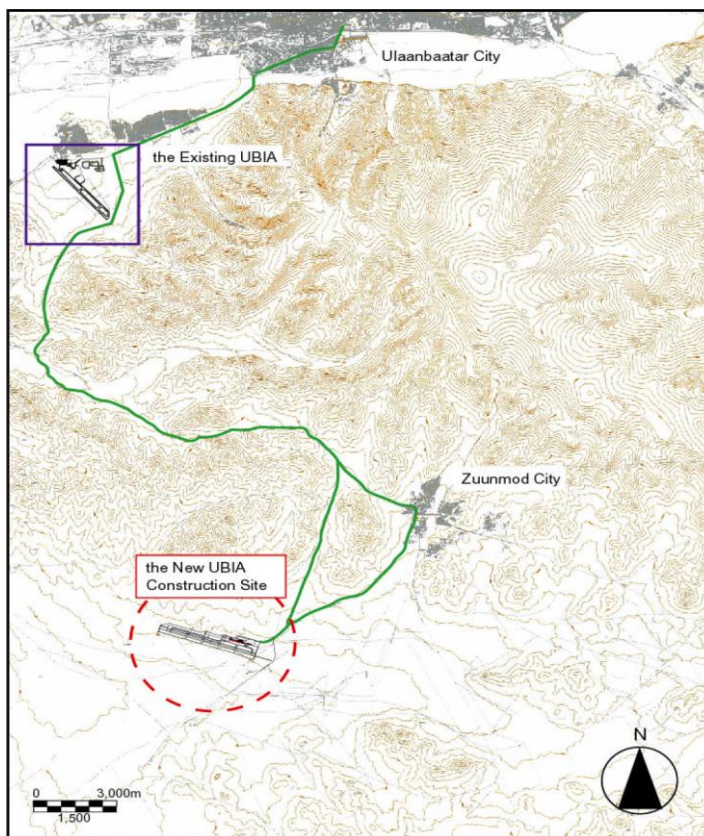 Ulaanbaatar City
the Existing UBIA
Zuunmod City
the New UBIA
Construction Site
N
0 3,000m
1,500